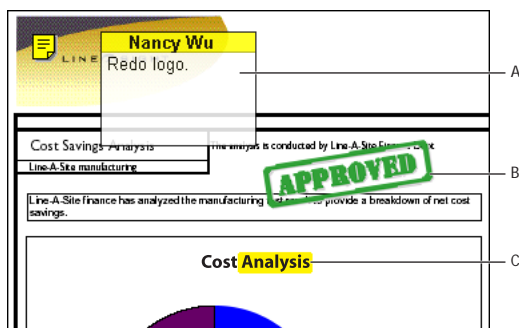 Nancy Wu
Redo logo.
LINE
A
Cost Savings Analysis
The analysis is conducted by Line-A-Site Finance Dept
Line-A-Site manufacturing
APPROVED
B
Line-A-Site finance has analyzed the manufacturing to provide a breakdown of net cost
savings.
Cost Analysis
C